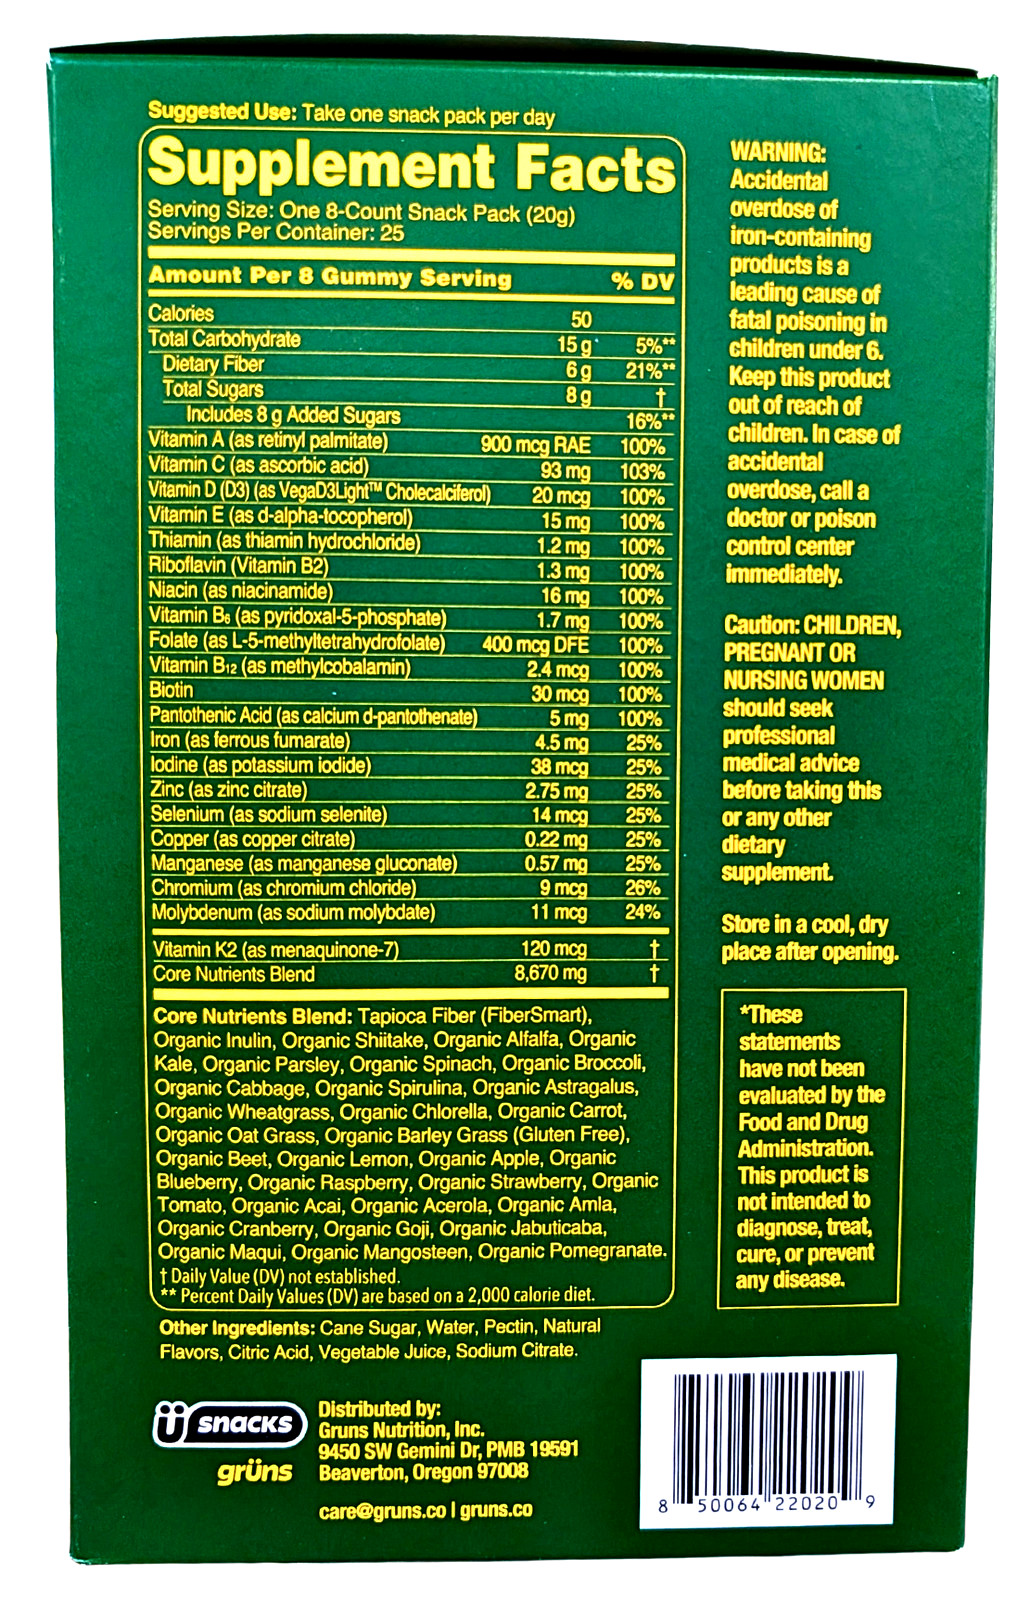 Suggested Use: Take one snack pack per day
Supplement Facts
Serving Size: One 8-Count Snack Pack (20g)
Servings Per Container: 25
Amount Per 8 Gummy Serving % DV
Calories 50
Total Carbohydrate 15 g 5%**
Dietary Fiber 6 g 21%**
Total Sugars 8 g †
Includes 8 g Added Sugars 16%**
Vitamin A (as retinyl palmitate) 900 mcg RAE 100%
Vitamin C (as ascorbic acid) 93 mg 103%
Vitamin D (D3) (as VegaD3Light™ Cholecalciferol) 20 mcg 100%
Vitamin E (as d-alpha-tocopherol) 15 mg 100%
Thiamin (as thiamin hydrochloride) 1.2 mg 100%
Riboflavin (Vitamin B2) 1.3 mg 100%
Niacin (as niacinamide) 16 mg 100%
Vitamin B₆ (as pyridoxal-5-phosphate) 1.7 mg 100%
Folate (as L-5-methyltetrahydrofolate) 400 mcg DFE 100%
Vitamin B₁₂ (as methylcobalamin) 2.4 mcg 100%
Biotin 30 mcg 100%
Pantothenic Acid (as calcium d-pantothenate) 5 mg 100%
Iron (as ferrous fumarate) 4.5 mg 25%
Iodine (as potassium iodide) 38 mcg 25%
Zinc (as zinc citrate) 2.75 mg 25%
Selenium (as sodium selenite) 14 mcg 25%
Copper (as copper citrate) 0.22 mg 25%
Manganese (as manganese gluconate) 0.57 mg 25%
Chromium (as chromium chloride) 9 mcg 26%
Molybdenum (as sodium molybdate) 11 mcg 24%
Vitamin K2 (as menaquinone-7) 120 mcg †
Core Nutrients Blend 8,670 mg †
Core Nutrients Blend: Tapioca Fiber (FiberSmart),
Organic Inulin, Organic Shiitake, Organic Alfalfa, Organic
Kale, Organic Parsley, Organic Spinach, Organic Broccoli,
Organic Cabbage, Organic Spirulina, Organic Astragalus,
Organic Wheatgrass, Organic Chlorella, Organic Carrot,
Organic Oat Grass, Organic Barley Grass (Gluten Free),
Organic Beet, Organic Lemon, Organic Apple, Organic
Blueberry, Organic Raspberry, Organic Strawberry, Organic
Tomato, Organic Acai, Organic Acerola, Organic Amla,
Organic Cranberry, Organic Goji, Organic Jabuticaba,
Organic Maqui, Organic Mangosteen, Organic Pomegranate.
† Daily Value (DV) not established.
** Percent Daily Values (DV) are based on a 2,000 calorie diet.
Other Ingredients: Cane Sugar, Water, Pectin, Natural
Flavors, Citric Acid, Vegetable Juice, Sodium Citrate.
ü snacks
grüns
Distributed by:
Gruns Nutrition, Inc.
9450 SW Gemini Dr, PMB 19591
Beaverton, Oregon 97008
care@gruns.co | gruns.co
WARNING:
Accidental
overdose of
iron-containing
products is a
leading cause of
fatal poisoning in
children under 6.
Keep this product
out of reach of
children. In case of
accidental
overdose, call a
doctor or poison
control center
immediately.
Caution: CHILDREN,
PREGNANT OR
NURSING WOMEN
should seek
professional
medical advice
before taking this
or any other
dietary
supplement.
Store in a cool, dry
place after opening.
*These
statements
have not been
evaluated by the
Food and Drug
Administration.
This product is
not intended to
diagnose, treat,
cure, or prevent
any disease.
8 50064 22020 9